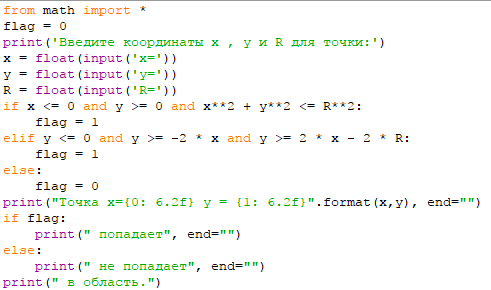 from math import *
flag = 0
print('Введите координаты x , y и R для точки:')
x = float(input('x='))
y = float(input('y='))
R = float(input('R='))
if x <= 0 and y >= 0 and x**2 + y**2 <= R**2:
    flag = 1
elif y <= 0 and y >= -2 * x and y >= 2 * x - 2 * R:
    flag = 1
else:
    flag = 0
print("Точка x={0: 6.2f} y = {1: 6.2f}".format(x,y), end="")
if flag:
    print(" попадает", end="")
else:
    print(" не попадает", end="")
print(" в область.")